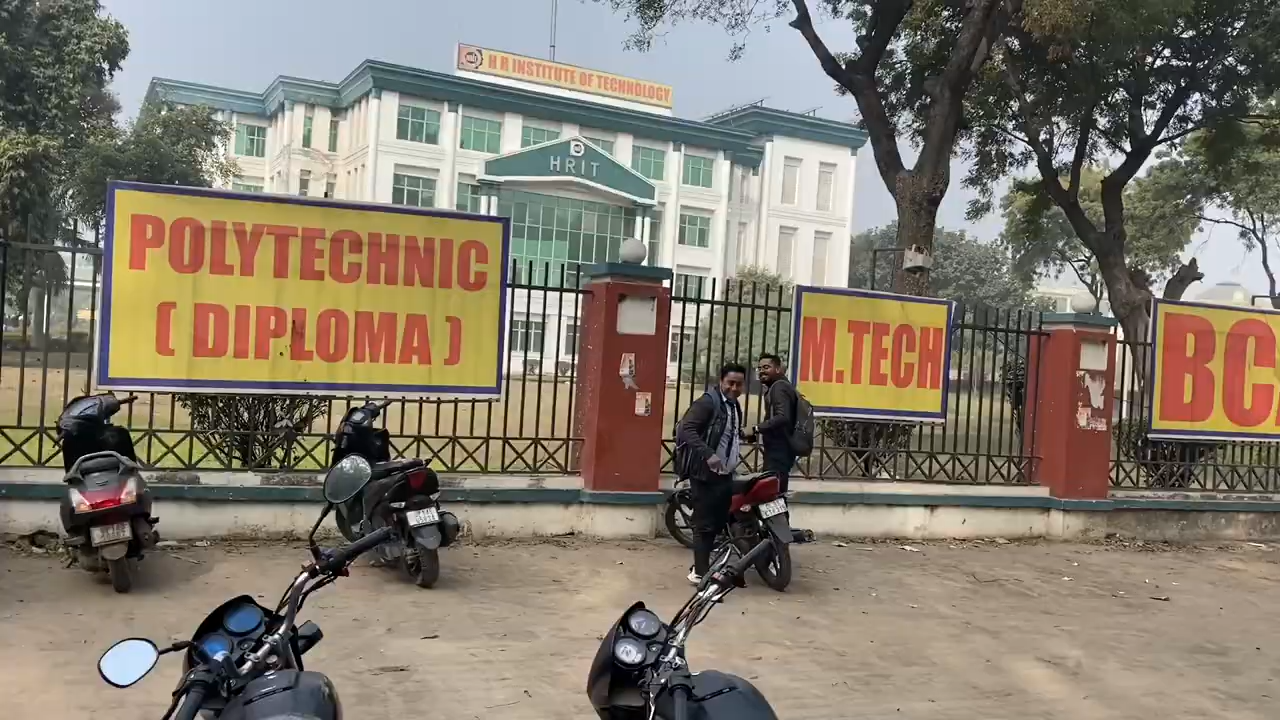 H R INSTITUTE OF TECHNOLOGY
HRIT
POLYTECHNIC
( DIPLOMA )
M.TECH
BC